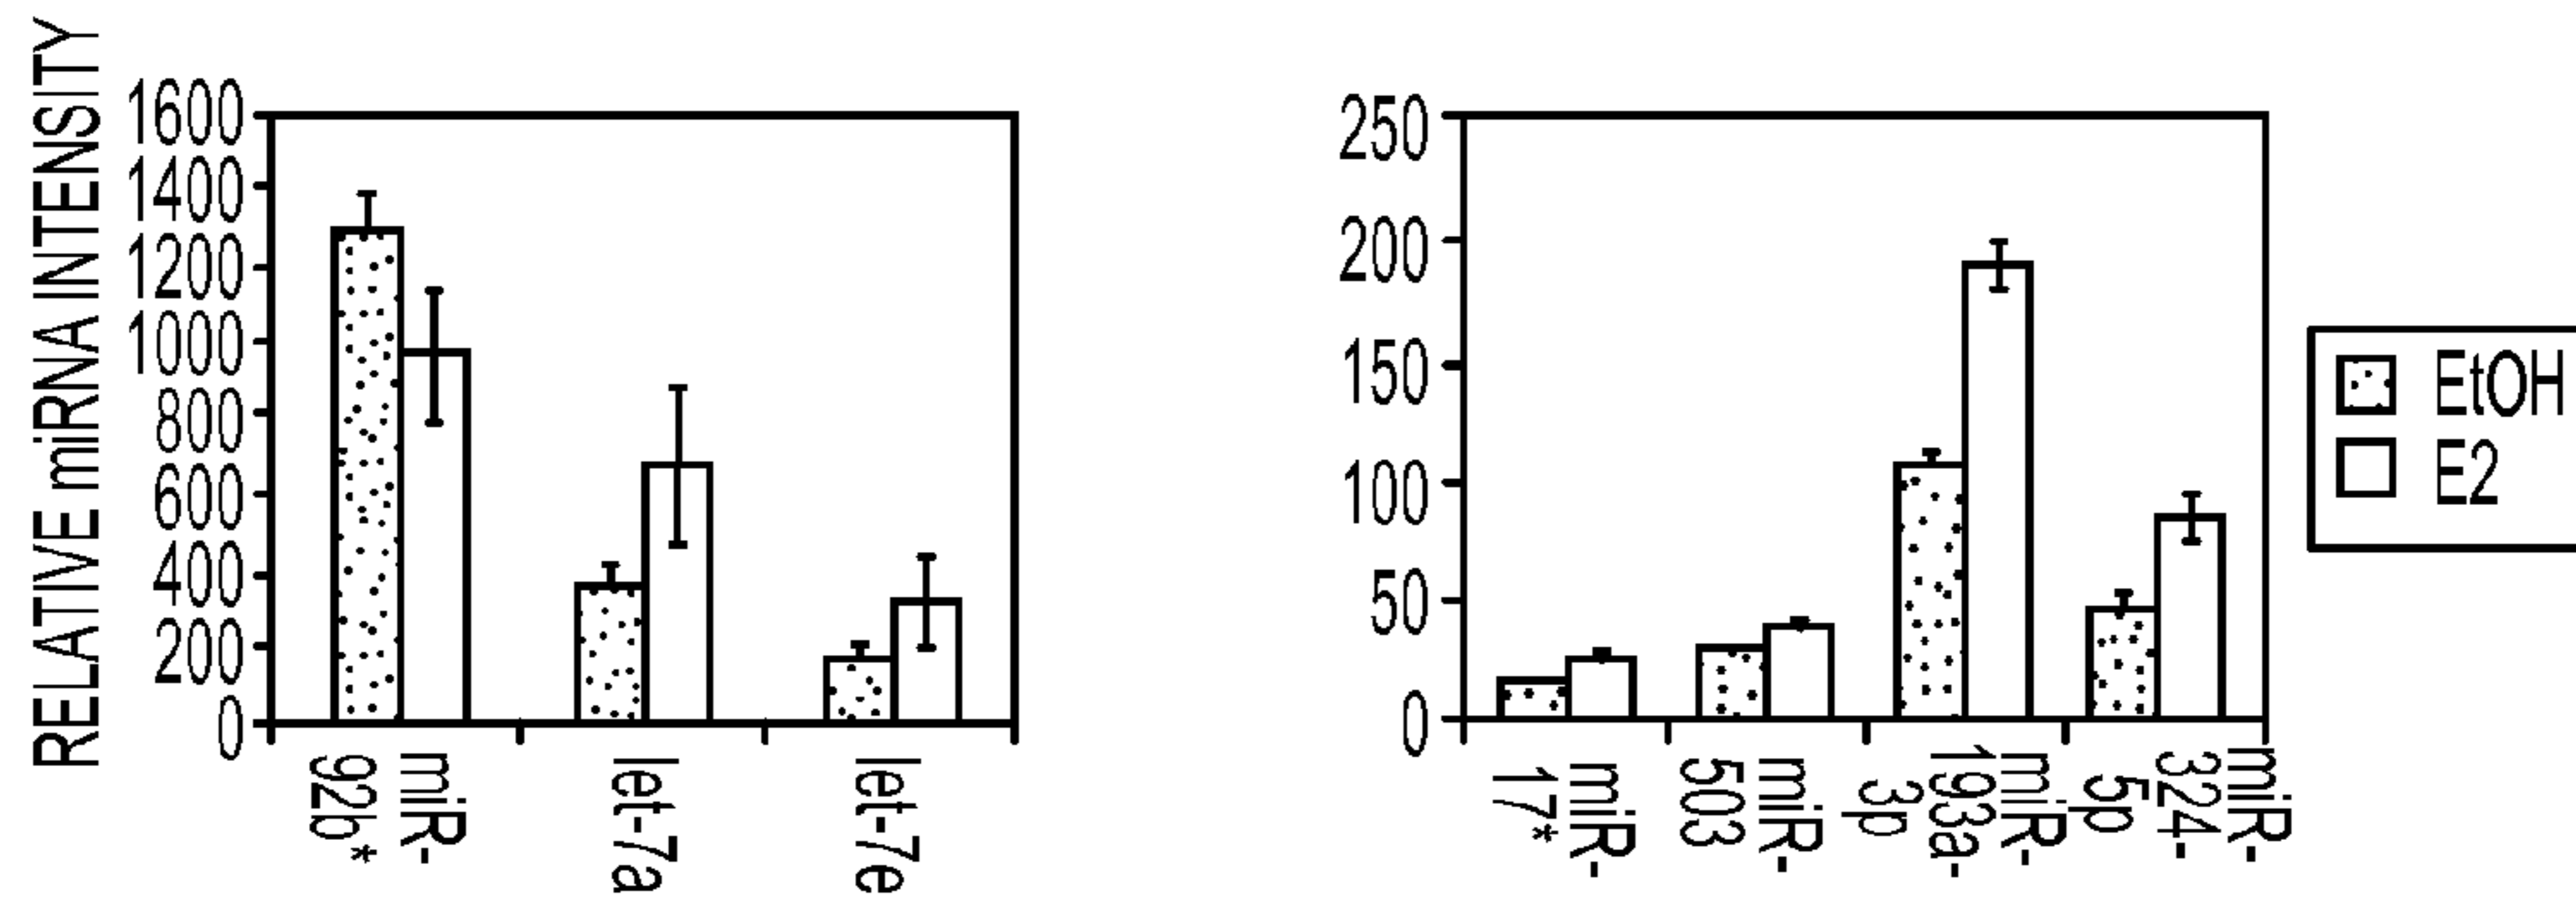 RELATIVE miRNA INTENSITY
1600
1400
1200
1000
800
600
400
200
0
miR-
92b*
let-7a
let-7e
250
200
150
100
50
0
miR-
17*
miR-
503
miR-
193a-
3p
miR-
324-
5p
EtOH
E2